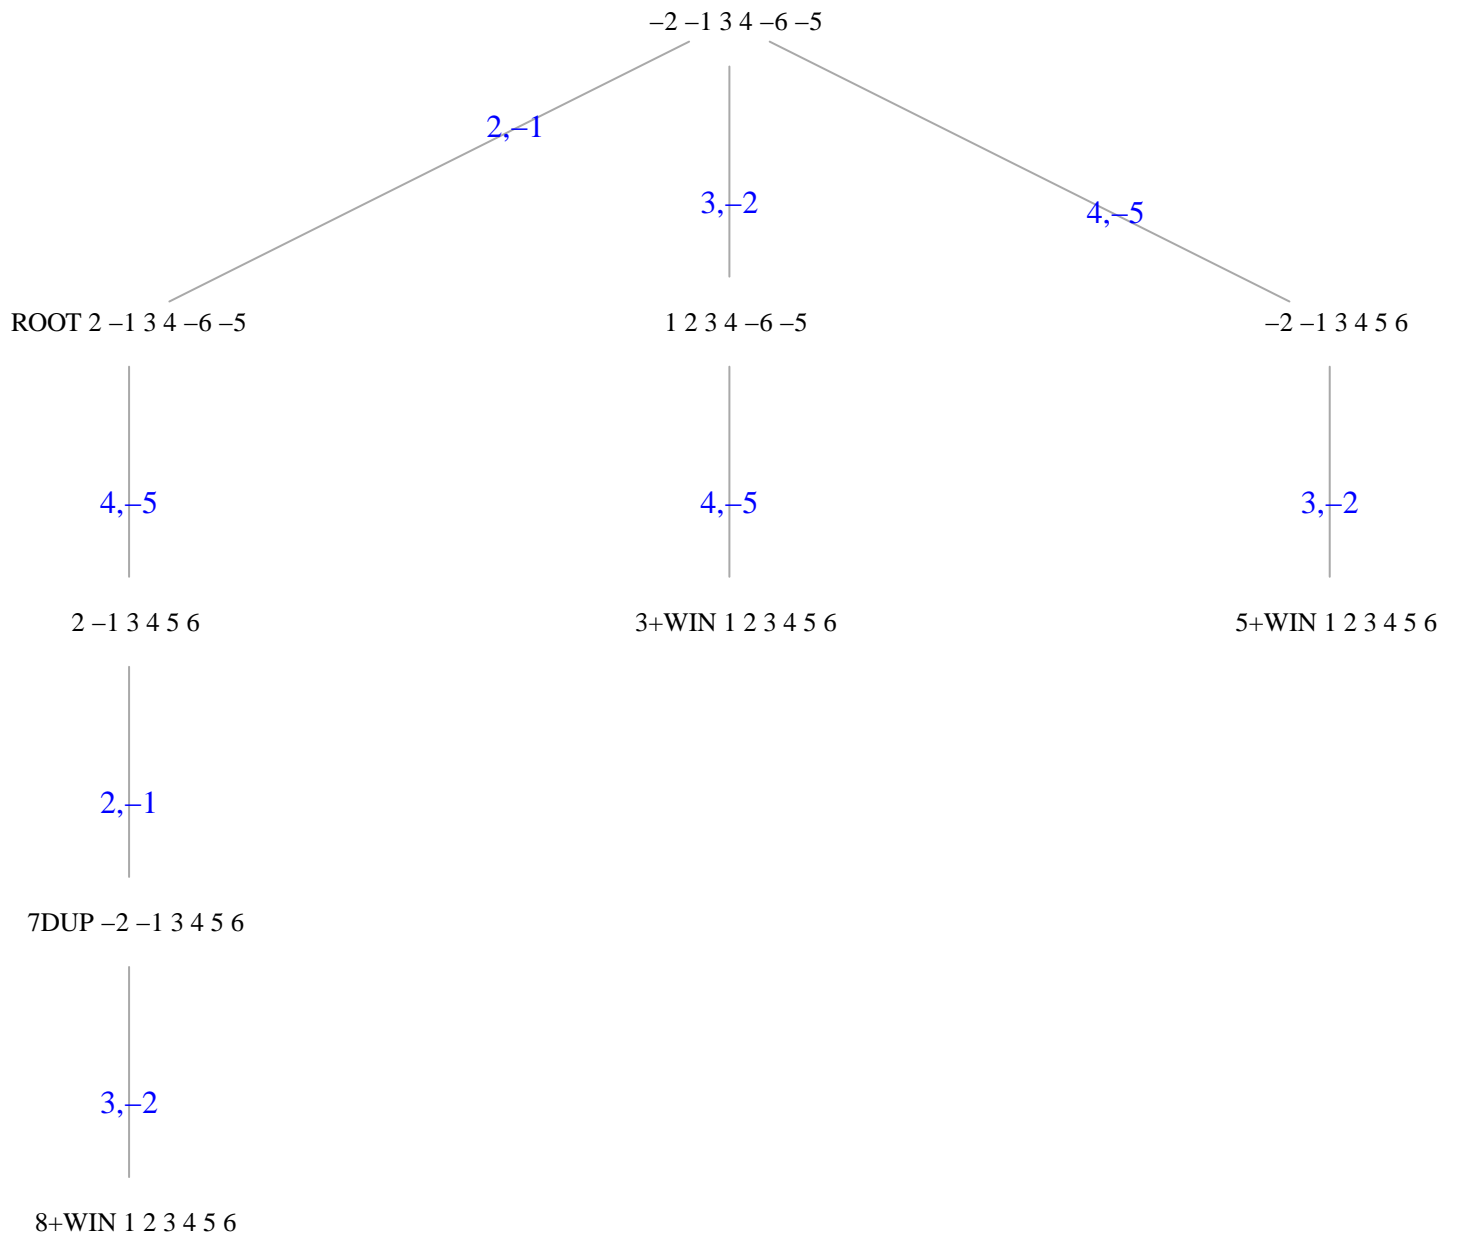 –2 –1 3 4 –6 –5
2,–1
3,–2
4,–5
ROOT 2 –1 3 4 –6 –5
1 2 3 4 –6 –5
–2 –1 3 4 5 6
4,–5
4,–5
3,–2
2 –1 3 4 5 6
3+WIN 1 2 3 4 5 6
5+WIN 1 2 3 4 5 6
2,–1
7DUP –2 –1 3 4 5 6
3,–2
8+WIN 1 2 3 4 5 6